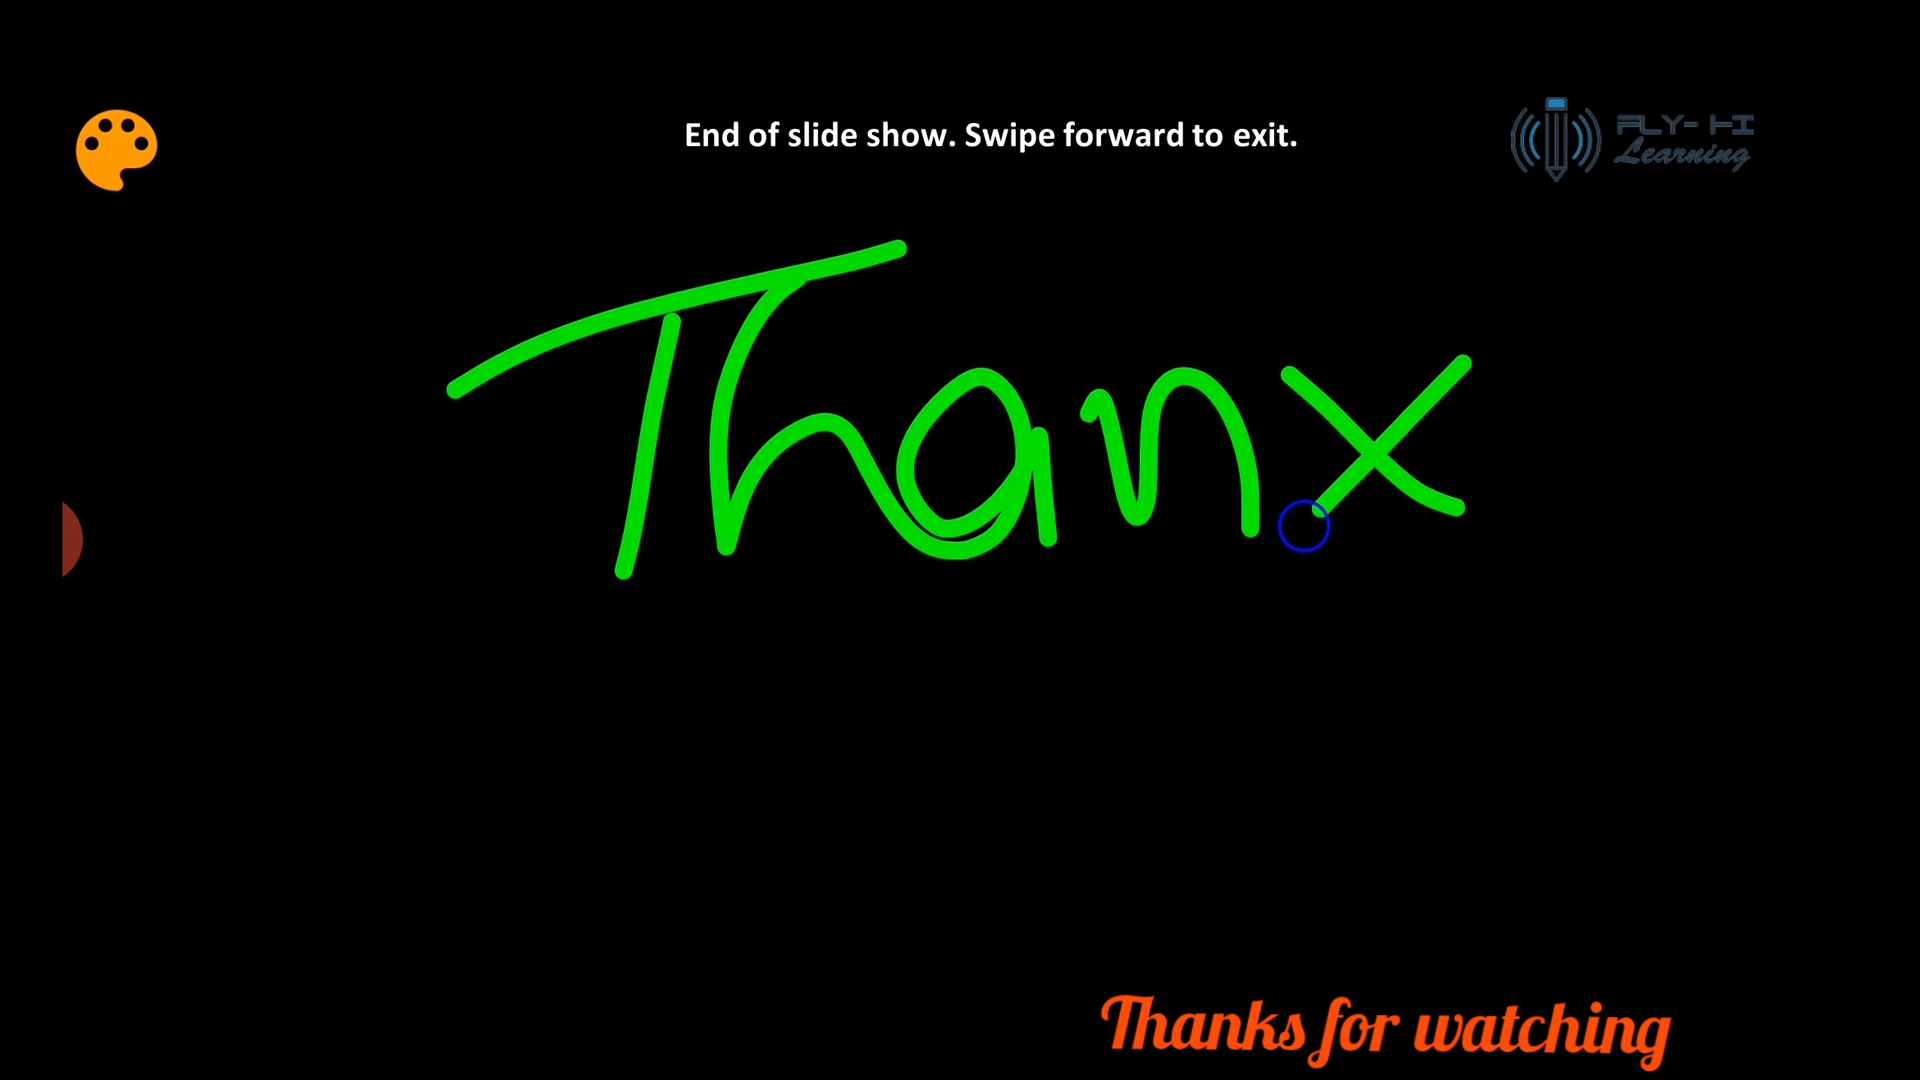 End of slide show. Swipe forward to exit.
FLY-HI
Learning
Thanx
Thanks for watching